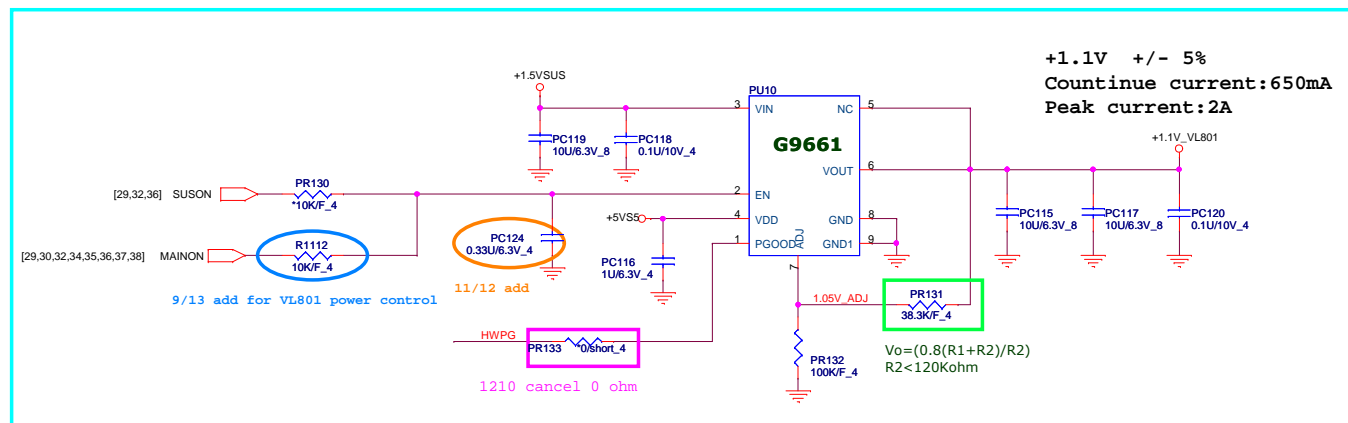 +1.1V +/- 5%
Countinue current:650mA
Peak current:2A
+1.5VSUS
PU10
3 VIN
NC 5
G9661
+1.1V_VL801
PC119
10U/6.3V_8
PC118
0.1U/10V_4
VOUT 6
[29,32,36] SUSON
PR130
*10K/F_4
2 EN
+5VS5
4 VDD
GND 8
PC115
10U/6.3V_8
PC117
10U/6.3V_8
PC120
0.1U/10V_4
PC124
0.33U/6.3V_4
1 PGOOD
ADJ
GND1 9
[29,30,32,34,35,36,37,38] MAINON
R1112
10K/F_4
PC116
1U/6.3V_4
7
11/12 add
9/13 add for VL801 power control
1.05V_ADJ
PR131
38.3K/F_4
HWPG
PR133
*0/short_4
Vo=(0.8(R1+R2)/R2)
R2<120Kohm
PR132
100K/F_4
1210 cancel 0 ohm